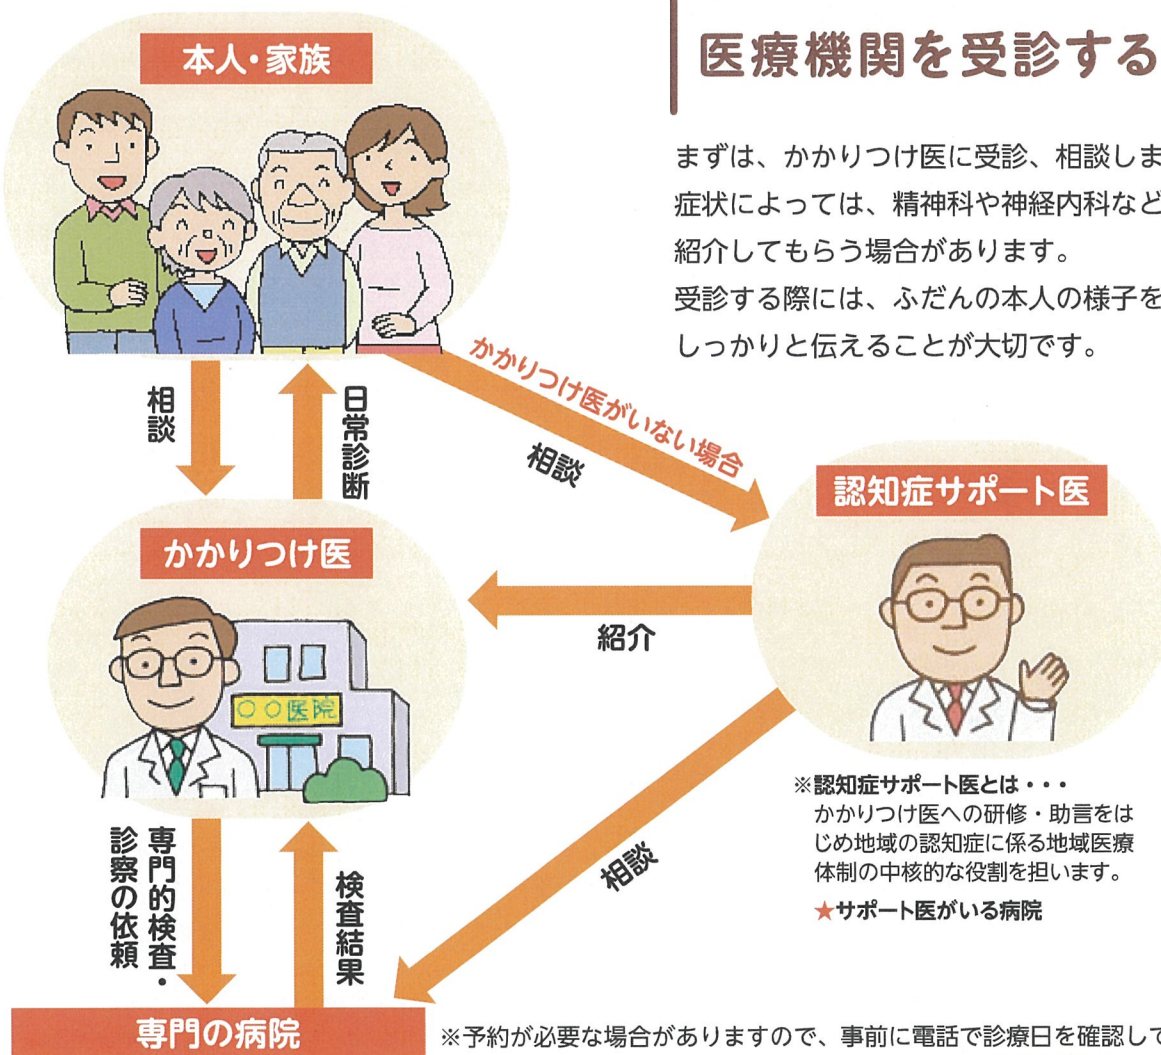 本人・家族
医療機関を受診する
まずは、かかりつけ医に受診、相談しま
症状によっては、精神科や神経内科など
紹介してもらう場合があります。
受診する際には、ふだんの本人の様子を
しっかりと伝えることが大切です。
相談
日常診断
かかりつけ医がいない場合
相談
認知症サポート医
かかりつけ医
〇〇医院
紹介
※認知症サポート医とは・・・
かかりつけ医への研修・助言をは
じめ地域の認知症に係る地域医療
体制の中核的な役割を担います。
★サポート医がいる病院
専門的検査・
診察の依頼
検査結果
相談
専門の病院
※予約が必要な場合がありますので、事前に電話で診療日を確認して